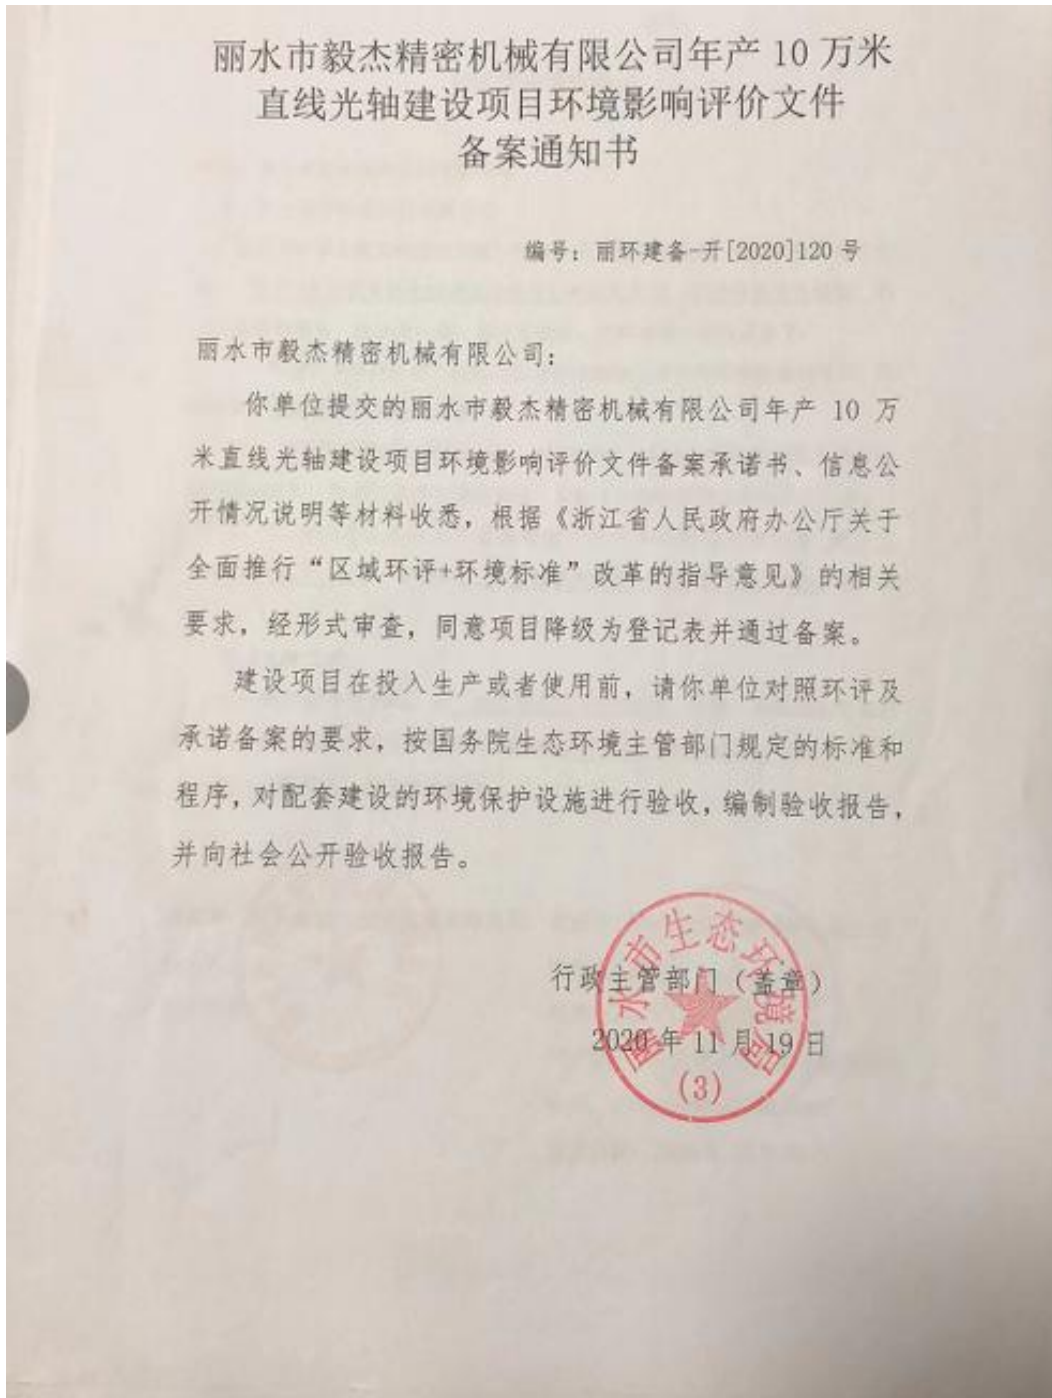 丽水市毅杰精密机械有限公司年产 10 万米
直线光轴建设项目环境影响评价文件
备案通知书
编号：丽环建备-开[2020]120 号
丽水市毅杰精密机械有限公司：
你单位提交的丽水市毅杰精密机械有限公司年产 10 万
米直线光轴建设项目环境影响评价文件备案承诺书、信息公
开情况说明等材料收悉，根据《浙江省人民政府办公厅关于
全面推行“区域环评+环境标准”改革的指导意见》的相关
要求，经形式审查，同意项目降级为登记表并通过备案。
建设项目在投入生产或者使用前，请你单位对照环评及
承诺备案的要求，按国务院生态环境主管部门规定的标准和
程序，对配套建设的环境保护设施进行验收，编制验收报告，
并向社会公开验收报告。
行政主管部门（盖章）
2020 年 11 月 19 日
丽水市生态环境局
(3)